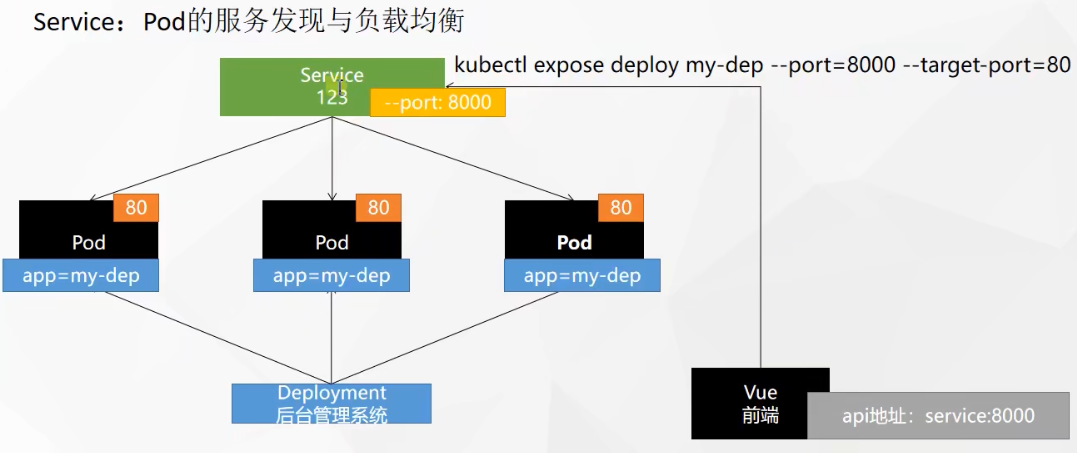 Service：Pod的服务发现与负载均衡
kubectl expose deploy my-dep --port=8000 --target-port=80
Service
123
--port: 8000
80
80
80
Pod
Pod
Pod
app=my-dep
app=my-dep
app=my-dep
Deployment
后台管理系统
Vue
前端
api地址：service:8000